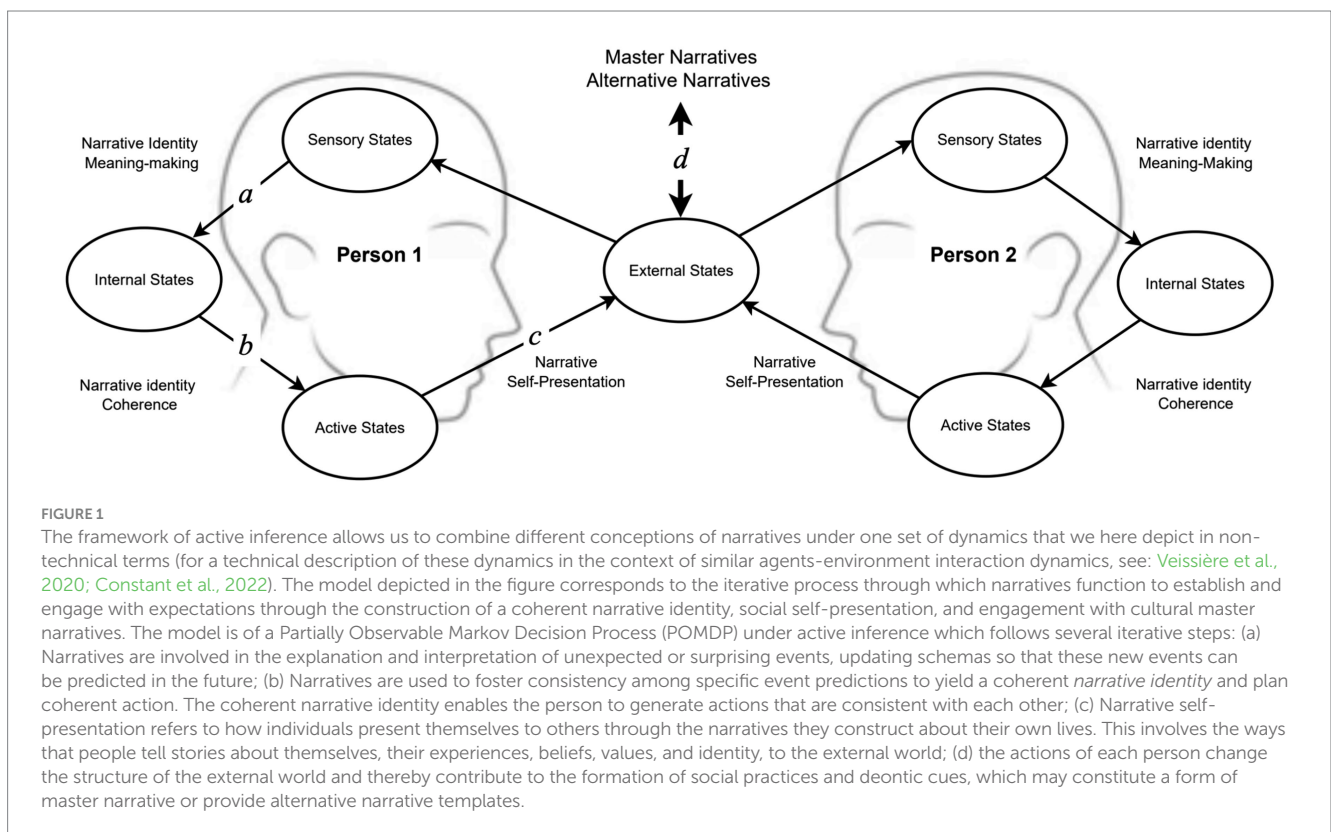 Master Narratives
Alternative Narratives
d
Narrative Identity
Meaning-making
Sensory States
a
Internal States
Person 1
b
Narrative identity
Coherence
Active States
c
Narrative
Self-Presentation
External States
Sensory States
Narrative identity
Meaning-Making
Person 2
Internal States
Narrative
Self-Presentation
Narrative identity
Coherence
Active States
FIGURE 1
The framework of active inference allows us to combine different conceptions of narratives under one set of dynamics that we here depict in non-
technical terms (for a technical description of these dynamics in the context of similar agents-environment interaction dynamics, see: Veissière et al.,
2020; Constant et al., 2022). The model depicted in the figure corresponds to the iterative process through which narratives function to establish and
engage with expectations through the construction of a coherent narrative identity, social self-presentation, and engagement with cultural master
narratives. The model is of a Partially Observable Markov Decision Process (POMDP) under active inference which follows several iterative steps: (a)
Narratives are involved in the explanation and interpretation of unexpected or surprising events, updating schemas so that these new events can
be predicted in the future; (b) Narratives are used to foster consistency among specific event predictions to yield a coherent narrative identity and plan
coherent action. The coherent narrative identity enables the person to generate actions that are consistent with each other; (c) Narrative self-
presentation refers to how individuals present themselves to others through the narratives they construct about their own lives. This involves the ways
that people tell stories about themselves, their experiences, beliefs, values, and identity, to the external world; (d) the actions of each person change
the structure of the external world and thereby contribute to the formation of social practices and deontic cues, which may constitute a form of
master narrative or provide alternative narrative templates.